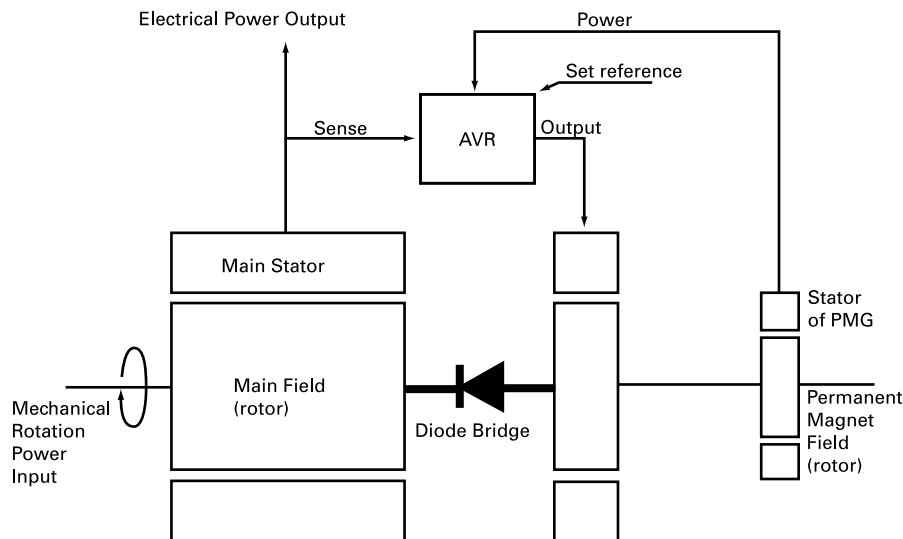 Electrical Power Output
Power
Set reference
Sense
AVR
Output
Main Stator
Stator
of PMG
Main Field
(rotor)
Diode Bridge
Mechanical
Rotation
Power
Input
Permanent
Magnet
Field
(rotor)